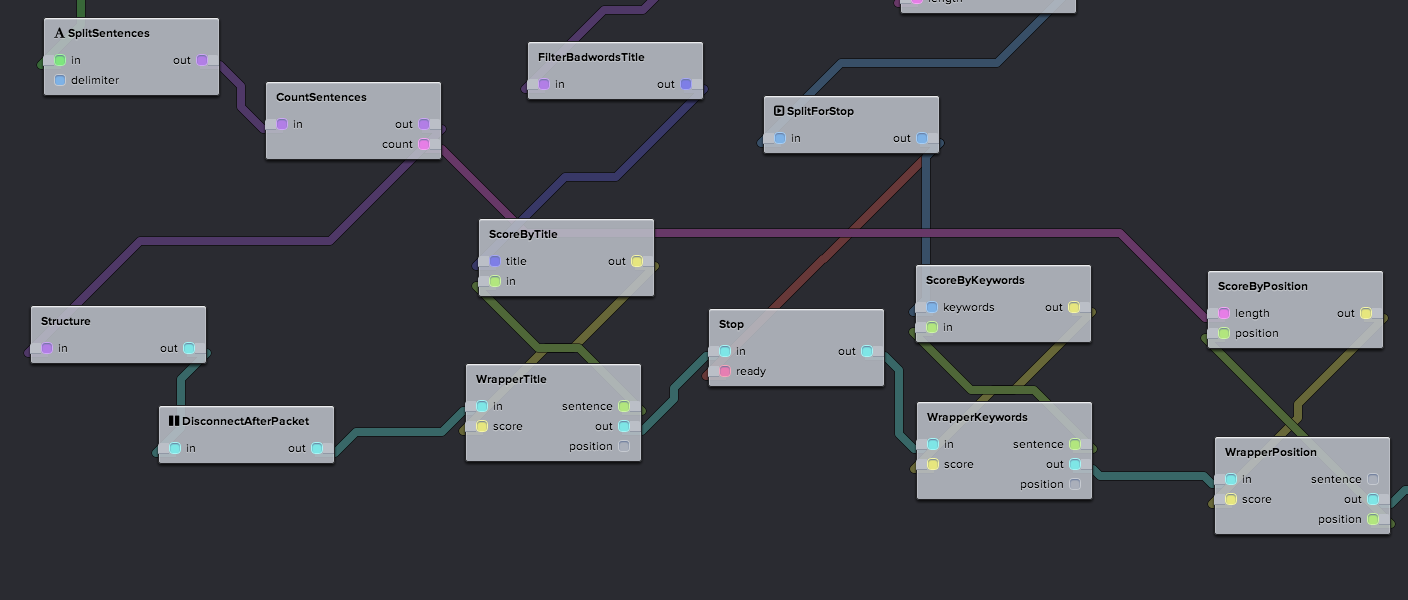 length
SplitSentences
in out
delimiter
FilterBadwordsTitle
in out
CountSentences
in out
count
SplitForStop
in out
ScoreByTitle
title out
in
ScoreByKeywords
keywords out
in
ScoreByPosition
length out
position
Structure
in out
Stop
in out
ready
WrapperTitle
in sentence
score out
position
DisconnectAfterPacket
in out
WrapperKeywords
in sentence
score out
position
WrapperPosition
in sentence
score out
position